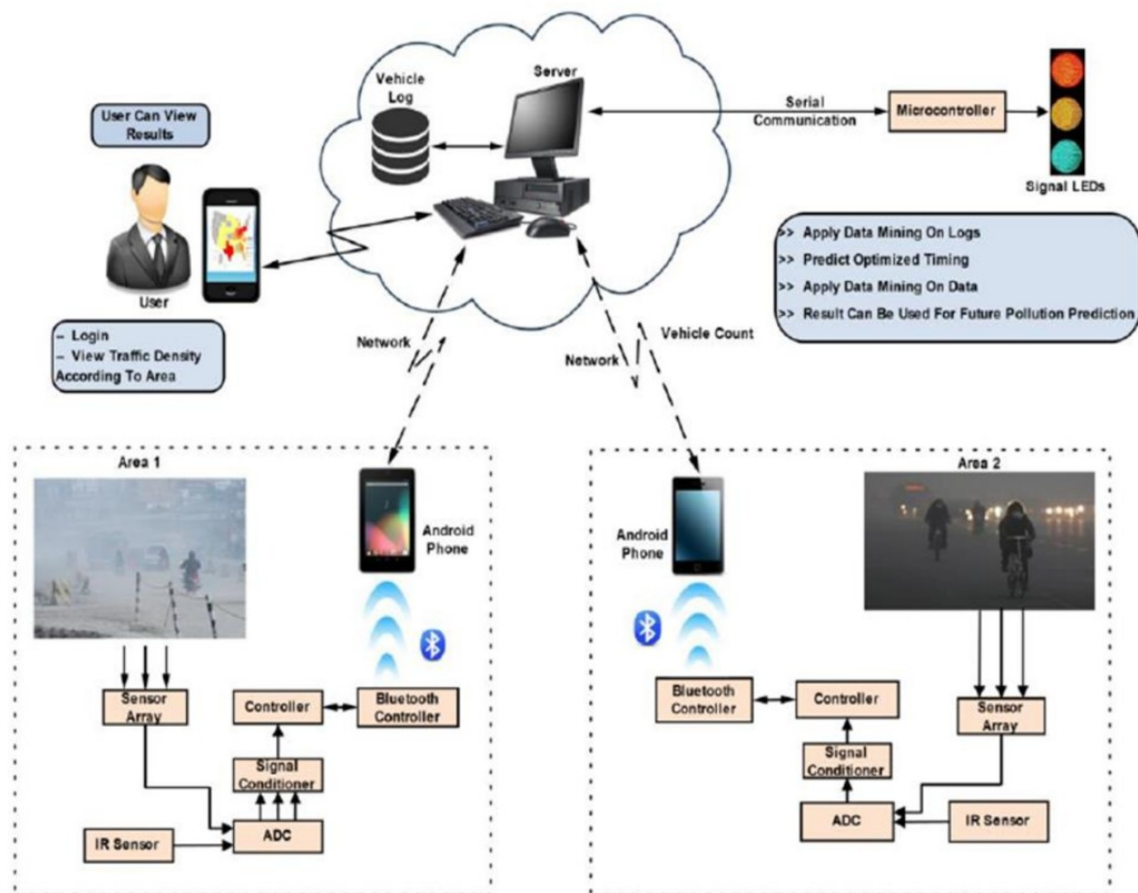 Vehicle
Log
Server
Serial
Communication
Microcontroller
Signal LEDs
User Can View
Results
User
– Login
– View Traffic Density
According To Area
>> Apply Data Mining On Logs
>> Predict Optimized Timing
>> Apply Data Mining On Data
>> Result Can Be Used For Future Pollution Prediction
Network
Network
Vehicle Count
Area 1
Android
Phone
Sensor
Array
Controller
Bluetooth
Controller
Signal
Conditioner
ADC
IR Sensor
Area 2
Android
Phone
Bluetooth
Controller
Controller
Sensor
Array
Signal
Conditioner
ADC
IR Sensor